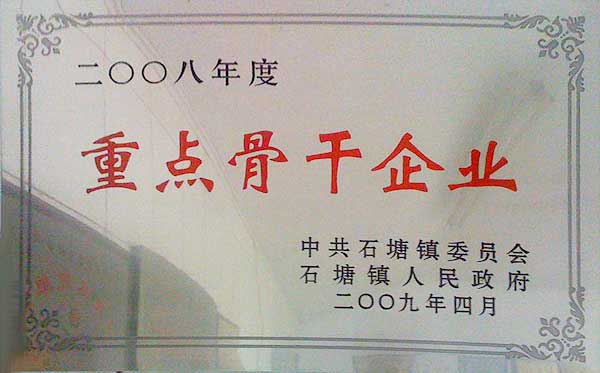 二〇〇八年度
重点骨干企业
中共石塘镇委员会
石塘镇人民政府
二〇〇九年四月